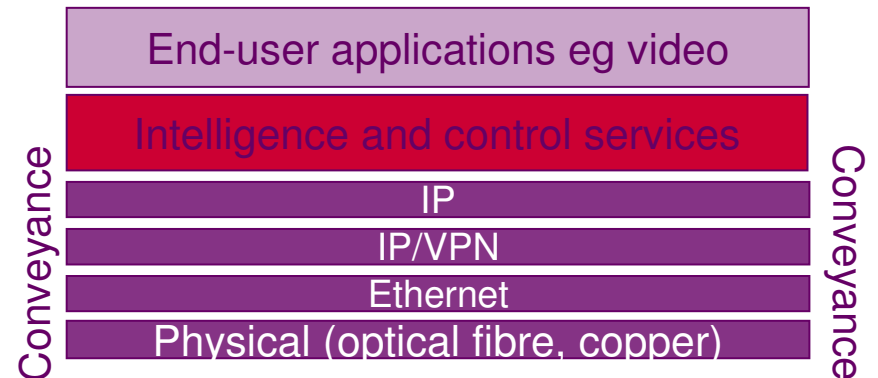 End-user applications eg video
Intelligence and control services
Conveyance
Conveyance
IP
IP/VPN
Ethernet
Physical (optical fibre, copper)